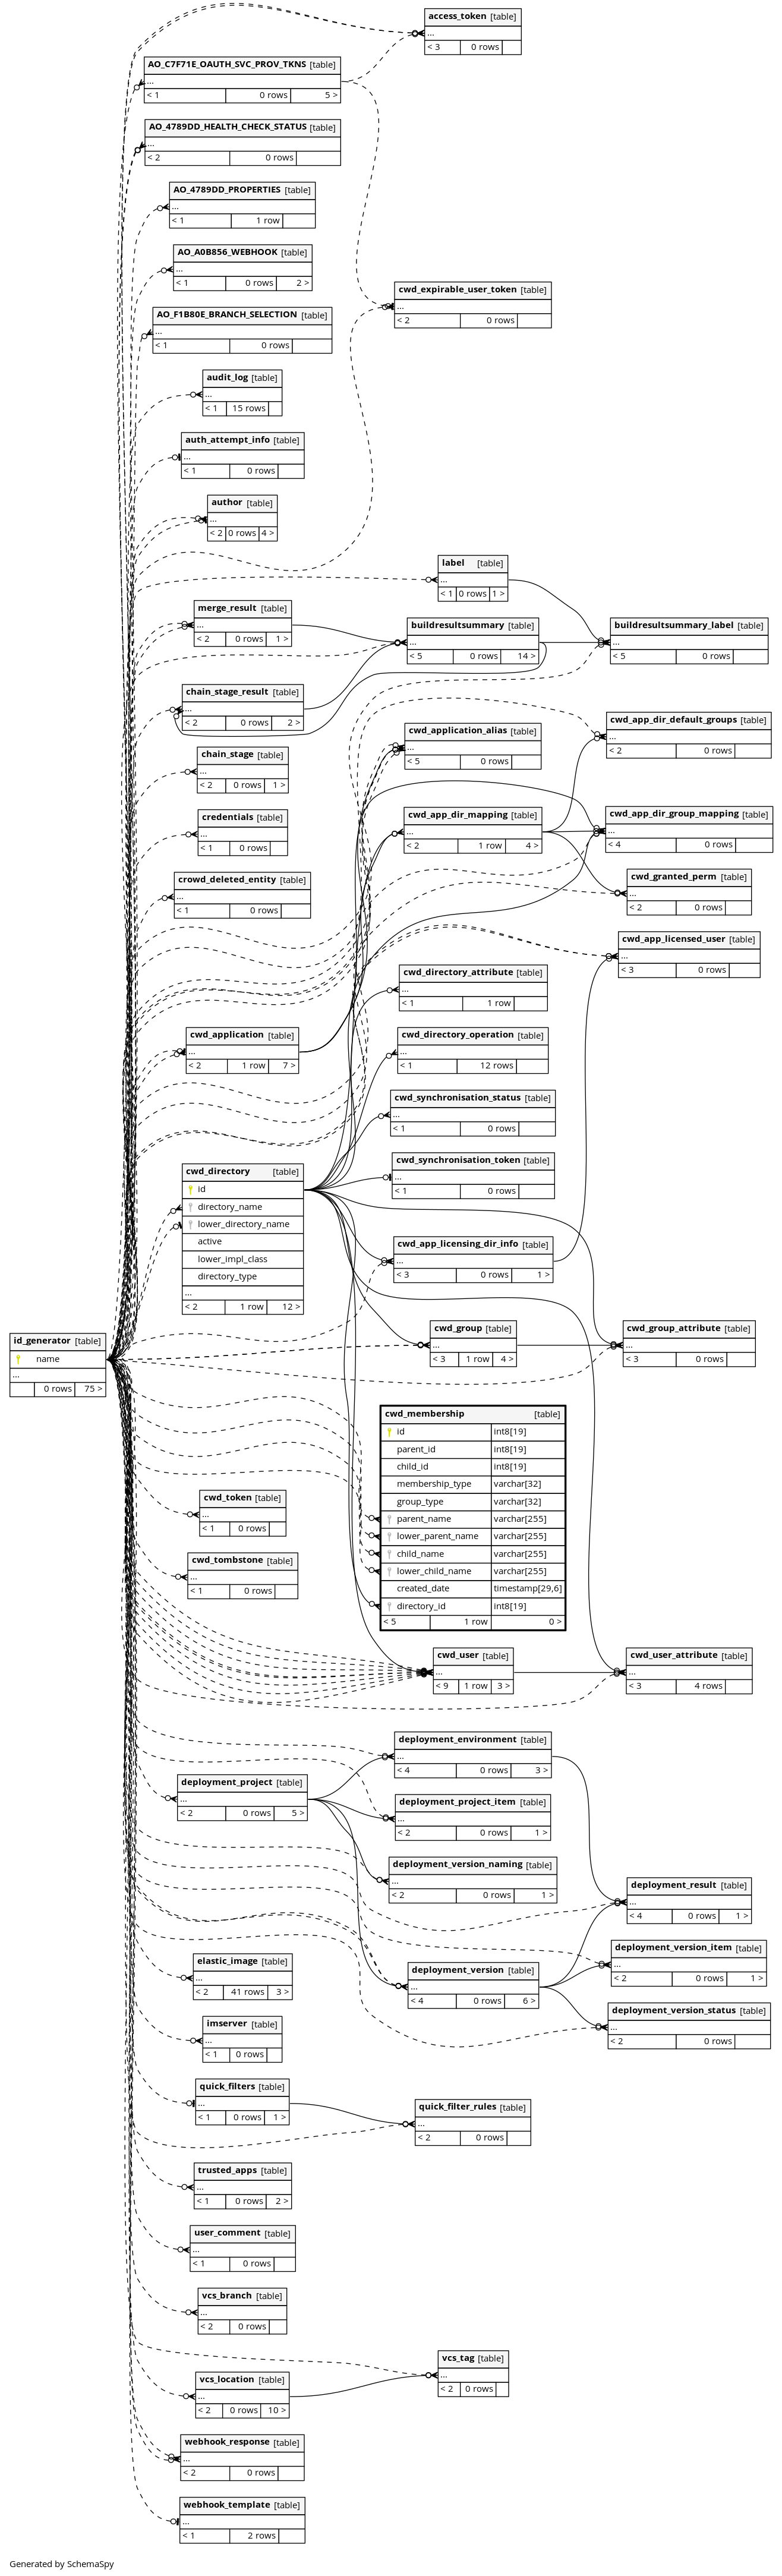 access_token [table]
...
< 3 0 rows
AO_C7F71E_OAUTH_SVC_PROV_TKNS [table]
...
< 1 0 rows 5 >
AO_4789DD_HEALTH_CHECK_STATUS [table]
...
< 2 0 rows
AO_4789DD_PROPERTIES [table]
...
< 1 1 row
AO_A0B856_WEBHOOK [table]
...
< 1 0 rows 2 >
cwd_expirable_user_token [table]
...
< 2 0 rows
AO_F1B80E_BRANCH_SELECTION [table]
...
< 1 0 rows
audit_log [table]
...
< 1 15 rows
auth_attempt_info [table]
...
< 1 0 rows
author [table]
...
< 2 0 rows 4 >
label [table]
...
< 1 0 rows 1 >
merge_result [table]
...
< 2 0 rows 1 >
buildresultsummary [table]
...
< 5 0 rows 14 >
buildresultsummary_label [table]
...
< 5 0 rows
chain_stage_result [table]
...
< 2 0 rows 2 >
cwd_application_alias [table]
...
< 5 0 rows
cwd_app_dir_default_groups [table]
...
< 2 0 rows
chain_stage [table]
...
< 2 0 rows 1 >
credentials [table]
...
< 1 0 rows
cwd_app_dir_mapping [table]
...
< 2 1 row 4 >
cwd_app_dir_group_mapping [table]
...
< 4 0 rows
crowd_deleted_entity [table]
...
< 1 0 rows
cwd_granted_perm [table]
...
< 2 0 rows
cwd_app_licensed_user [table]
...
< 3 0 rows
cwd_directory_attribute [table]
...
< 1 1 row
cwd_application [table]
...
< 2 1 row 7 >
cwd_directory_operation [table]
...
< 1 12 rows
cwd_synchronisation_status [table]
...
< 1 0 rows
cwd_synchronisation_token [table]
...
< 1 0 rows
cwd_directory [table]
id
directory_name
lower_directory_name
active
lower_impl_class
directory_type
...
< 2 1 row 12 >
cwd_app_licensing_dir_info [table]
...
< 3 0 rows 1 >
id_generator [table]
name
...
0 rows 75 >
cwd_group [table]
...
< 3 1 row 4 >
cwd_group_attribute [table]
...
< 3 0 rows
cwd_membership [table]
id int8[19]
parent_id int8[19]
child_id int8[19]
membership_type varchar[32]
group_type varchar[32]
parent_name varchar[255]
lower_parent_name varchar[255]
child_name varchar[255]
lower_child_name varchar[255]
created_date timestamp[29,6]
directory_id int8[19]
< 5 1 row 0 >
cwd_token [table]
...
< 1 0 rows
cwd_tombstone [table]
...
< 1 0 rows
cwd_user [table]
...
< 9 1 row 3 >
cwd_user_attribute [table]
...
< 3 4 rows
deployment_environment [table]
...
< 4 0 rows 3 >
deployment_project [table]
...
< 2 0 rows 5 >
deployment_project_item [table]
...
< 2 0 rows 1 >
deployment_version_naming [table]
...
< 2 0 rows 1 >
deployment_result [table]
...
< 4 0 rows 1 >
elastic_image [table]
...
< 2 41 rows 3 >
deployment_version [table]
...
< 4 0 rows 6 >
deployment_version_item [table]
...
< 2 0 rows 1 >
deployment_version_status [table]
...
< 2 0 rows
imserver [table]
...
< 1 0 rows
quick_filters [table]
...
< 1 0 rows 1 >
quick_filter_rules [table]
...
< 2 0 rows
trusted_apps [table]
...
< 1 0 rows 2 >
user_comment [table]
...
< 1 0 rows
vcs_branch [table]
...
< 2 0 rows
vcs_tag [table]
...
< 2 0 rows
vcs_location [table]
...
< 2 0 rows 10 >
webhook_response [table]
...
< 2 0 rows
webhook_template [table]
...
< 1 2 rows
Generated by SchemaSpy